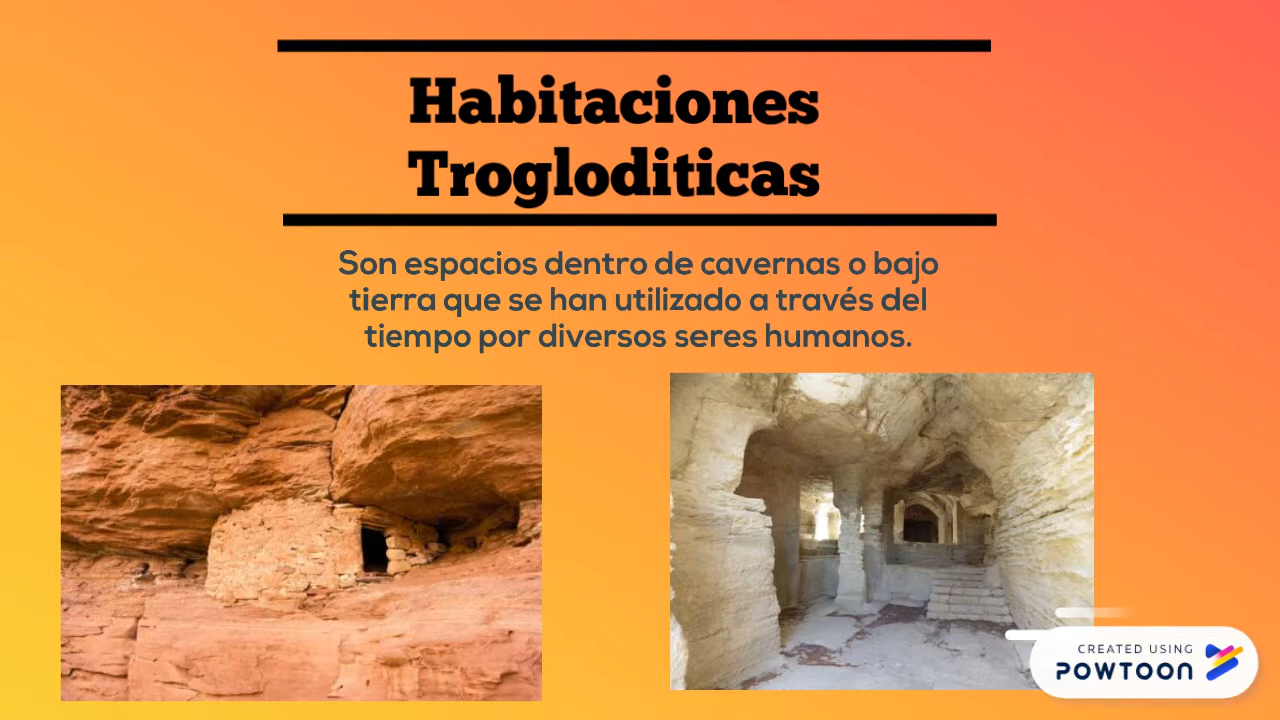 Habitaciones
Trogloditicas
Son espacios dentro de cavernas o bajo
tierra que se han utilizado a través del
tiempo por diversos seres humanos.
CREATED USING
POWTOON